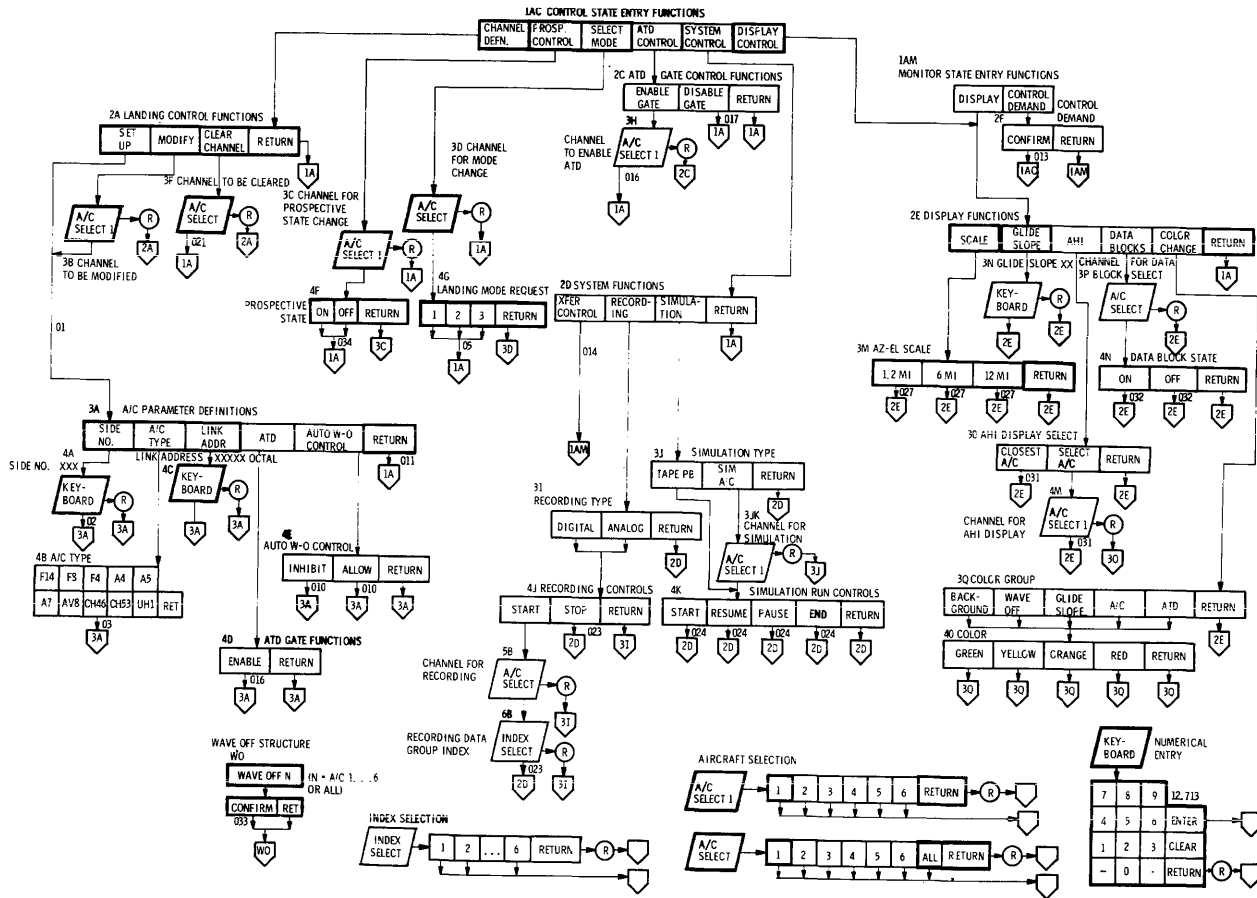 1AC CONTROL STATE ENTRY FUNCTIONS
CHANNEL DEFN.
PROSP. CONTROL
SELECT MODE
ATD CONTROL
SYSTEM CONTROL
DISPLAY CONTROL
1AM
MONITOR STATE ENTRY FUNCTIONS
DISPLAY
CONTROL DEMAND
2F
CONTROL DEMAND
CONFIRM
RETURN
013
1AC
1AM
2C ATD GATE CONTROL FUNCTIONS
ENABLE GATE
DISABLE GATE
RETURN
017
1A
1A
3H
CHANNEL TO ENABLE ATD
A/C SELECT 1
R
016
2C
1A
2A LANDING CONTROL FUNCTIONS
SET UP
MODIFY
CLEAR CHANNEL
RETURN
1A
3F CHANNEL TO BE CLEARED
A/C SELECT 1
R
2A
A/C SELECT
R
021
2A
1A
3B CHANNEL TO BE MODIFIED
01
3C CHANNEL FOR PROSPECTIVE STATE CHANGE
A/C SELECT 1
R
1A
4F
PROSPECTIVE STATE
ON
OFF
RETURN
034
1A
3C
3D CHANNEL FOR MODE CHANGE
A/C SELECT
R
1A
4G
LANDING MODE REQUEST
1
2
3
RETURN
05
1A
3D
2D SYSTEM FUNCTIONS
XFER CONTROL
RECORD-ING
SIMULA-TION
RETURN
014
1A
1AM
2E DISPLAY FUNCTIONS
SCALE
GLIDE SLOPE
AHI
DATA BLOCKS
COLOR CHANGE
RETURN
1A
3N GLIDE SLOPE XX
KEY-BOARD
R
2E
2E
CHANNEL FOR DATA
3P BLOCK SELECT
A/C SELECT
R
2E
2E
3M AZ-EL SCALE
1.2 MI
6 MI
12 MI
RETURN
027
027
027
2E
2E
2E
2E
4N DATA BLOCK STATE
ON
OFF
RETURN
032
032
2E
2E
2E
3O AHI DISPLAY SELECT
CLOSEST A/C
SELECT A/C
RETURN
031
2E
2E
4M
CHANNEL FOR AHI DISPLAY
A/C SELECT 1
R
031
2E
3O
3A A/C PARAMETER DEFINITIONS
SIDE NO.
A/C TYPE
LINK ADDR
ATD
AUTO W-O CONTROL
RETURN
011
1A
4A
SIDE NO. XXX
KEY-BOARD
R
02
3A
3A
LINK ADDRESS XXXXX OCTAL
4C
KEY-BOARD
R
3A
3A
4B A/C TYPE
F14
F8
F4
A4
A5
A7
AV8
CH46
CH53
UH1
RET
03
3A
4E
AUTO W-O CONTROL
INHIBIT
ALLOW
RETURN
010
010
3A
3A
3A
4D
ATD GATE FUNCTIONS
ENABLE
RETURN
016
3A
3A
3J
SIMULATION TYPE
TAPE PB
SIM A/C
RETURN
2D
3I
RECORDING TYPE
DIGITAL
ANALOG
RETURN
2D
3JK
CHANNEL FOR SIMULATION
A/C SELECT 1
R
3J
4J RECORDING CONTROLS
START
STOP
RETURN
023
2D
3I
4K
SIMULATION RUN CONTROLS
START
RESUME
PAUSE
END
RETURN
024
024
024
024
2D
2D
2D
2D
2D
5B
CHANNEL FOR RECORDING
A/C SELECT
R
3I
6B
RECORDING DATA GROUP INDEX
INDEX SELECT
R
023
2D
3I
3Q COLOR GROUP
BACK-GROUND
WAVE OFF
GLIDE SLOPE
A/C
ATD
RETURN
2E
4O COLOR
GREEN
YELLOW
ORANGE
RED
RETURN
3Q
3Q
3Q
3Q
3Q
WAVE OFF STRUCTURE
WO
WAVE OFF N
(N = A/C 1. . .6 OR ALL)
CONFIRM
RET
033
WO
INDEX SELECTION
INDEX SELECT
1
2
...
6
RETURN
R
AIRCRAFT SELECTION
A/C SELECT 1
1
2
3
4
5
6
RETURN
R
A/C SELECT
1
2
3
4
5
6
ALL
RETURN
R
KEY-BOARD
NUMERICAL ENTRY
7
8
9
12.713
4
5
6
ENTER
1
2
3
CLEAR
-
0
.
RETURN
R